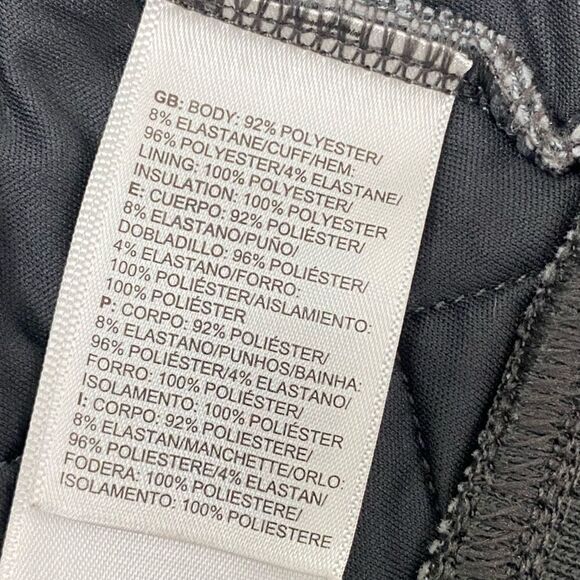 GB: BODY: 92% POLYESTER/
8% ELASTANE/CUFF/HEM:
96% POLYESTER/4% ELASTANE/
LINING: 100% POLYESTER/
INSULATION: 100% POLYESTER
E: CUERPO: 92% POLIÉSTER/
8% ELASTANO/PUÑO/
DOBLADILLO: 96% POLIÉSTER/
4% ELASTANO/FORRO:
100% POLIÉSTER/AISLAMIENTO:
100% POLIÉSTER
P: CORPO: 92% POLIÉSTER/
8% ELASTANO/PUNHOS/BAINHA:
96% POLIÉSTER/4% ELASTANO/
FORRO: 100% POLIÉSTER/
ISOLAMENTO: 100% POLIÉSTER
I: CORPO: 92% POLIESTERE/
8% ELASTAN/MANCHETTE/ORLO:
96% POLIESTERE/4% ELASTAN/
FODERA: 100% POLIESTERE/
ISOLAMENTO: 100% POLIESTERE